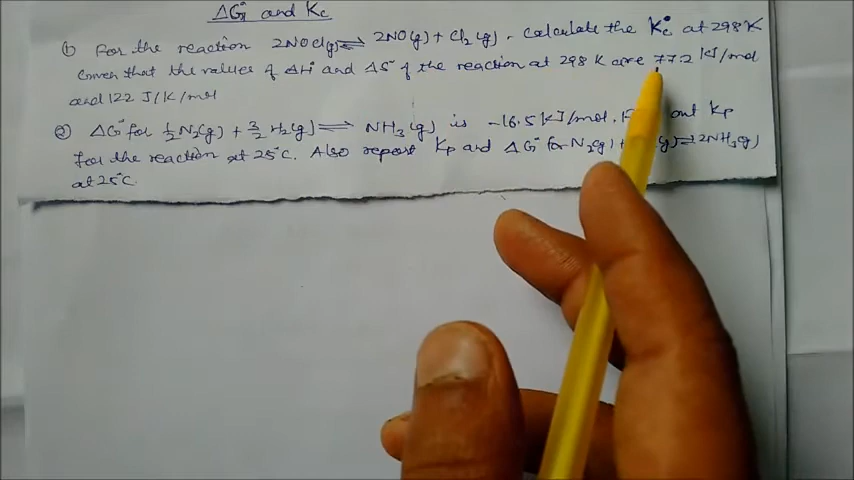 ΔG° and Kc
① For the reaction 2NOCl(g) ⇌ 2NO(g) + Cl2(g). Calculate the Kc° at 298K
Given that the values of ΔH° and ΔS° of the reaction at 298 K are 77.2 KJ/mol
and 122 J/K/mol
② ΔG° for 1/2 N2(g) + 3/2 H2(g) ⇌ NH3(g) is -16.5 KJ/mol. out Kp
for the reaction at 25°C. Also report Kp and ΔG° for N2(g) + (g) ⇌ 2NH3(g)
at 25°C.